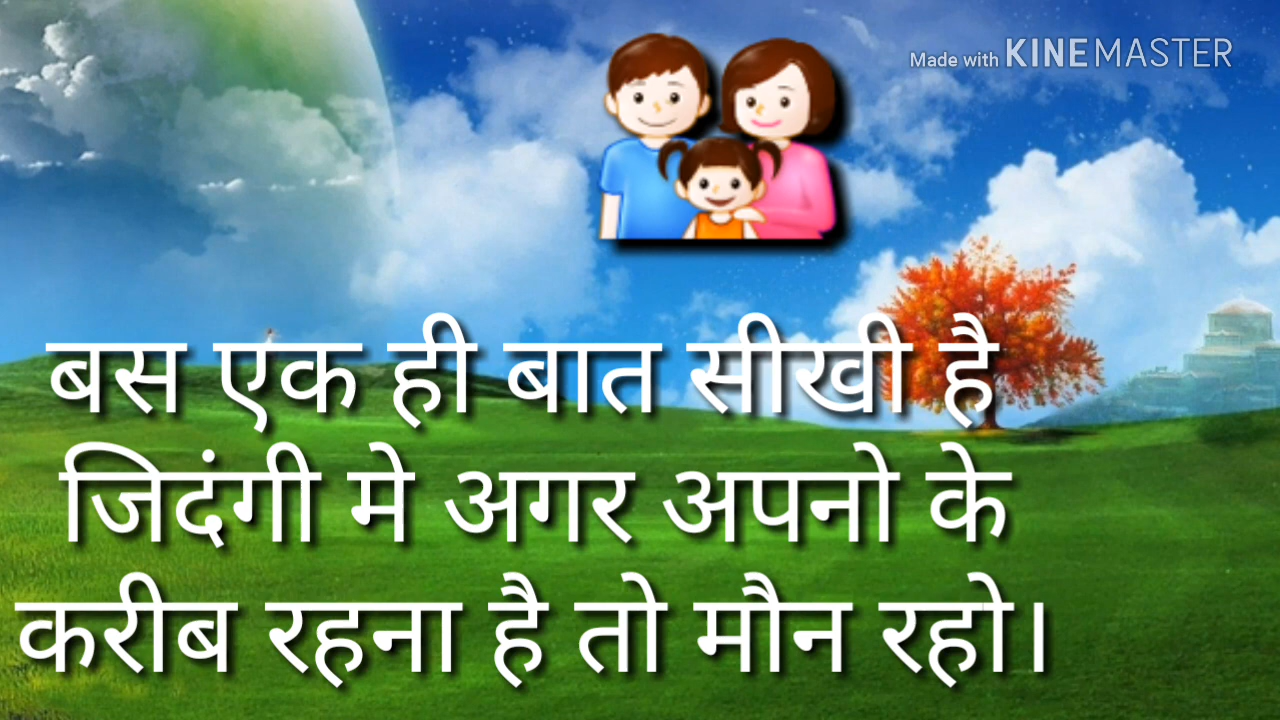 Made with KINEMASTER
बस एक ही बात सीखी है
जिदंगी मे अगर अपनो के
करीब रहना है तो मौन रहो।